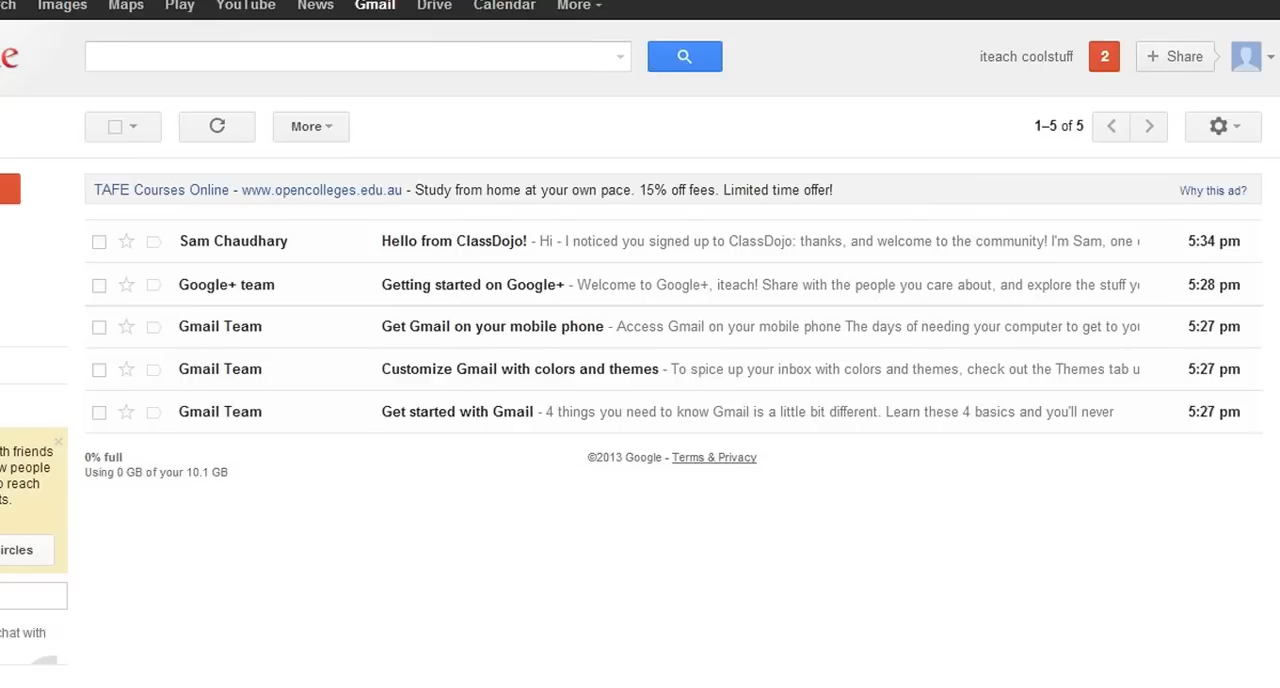 ch Images Maps Play YouTube News Gmail Drive Calendar More
e
iteach coolstuff 2 + Share
More 1–5 of 5
TAFE Courses Online - www.opencolleges.edu.au - Study from home at your own pace. 15% off fees. Limited time offer! Why this ad?
Sam Chaudhary Hello from ClassDojo! - Hi - I noticed you signed up to ClassDojo: thanks, and welcome to the community! I'm Sam, one 5:34 pm
Google+ team Getting started on Google+ - Welcome to Google+, iteach! Share with the people you care about, and explore the stuff yo 5:28 pm
Gmail Team Get Gmail on your mobile phone - Access Gmail on your mobile phone The days of needing your computer to get to you 5:27 pm
Gmail Team Customize Gmail with colors and themes - To spice up your inbox with colors and themes, check out the Themes tab u 5:27 pm
Gmail Team Get started with Gmail - 4 things you need to know Gmail is a little bit different. Learn these 4 basics and you'll never 5:27 pm
0% full
Using 0 GB of your 10.1 GB
©2013 Google - Terms & Privacy
th friends
w people
o reach
ts.
ircles
chat with